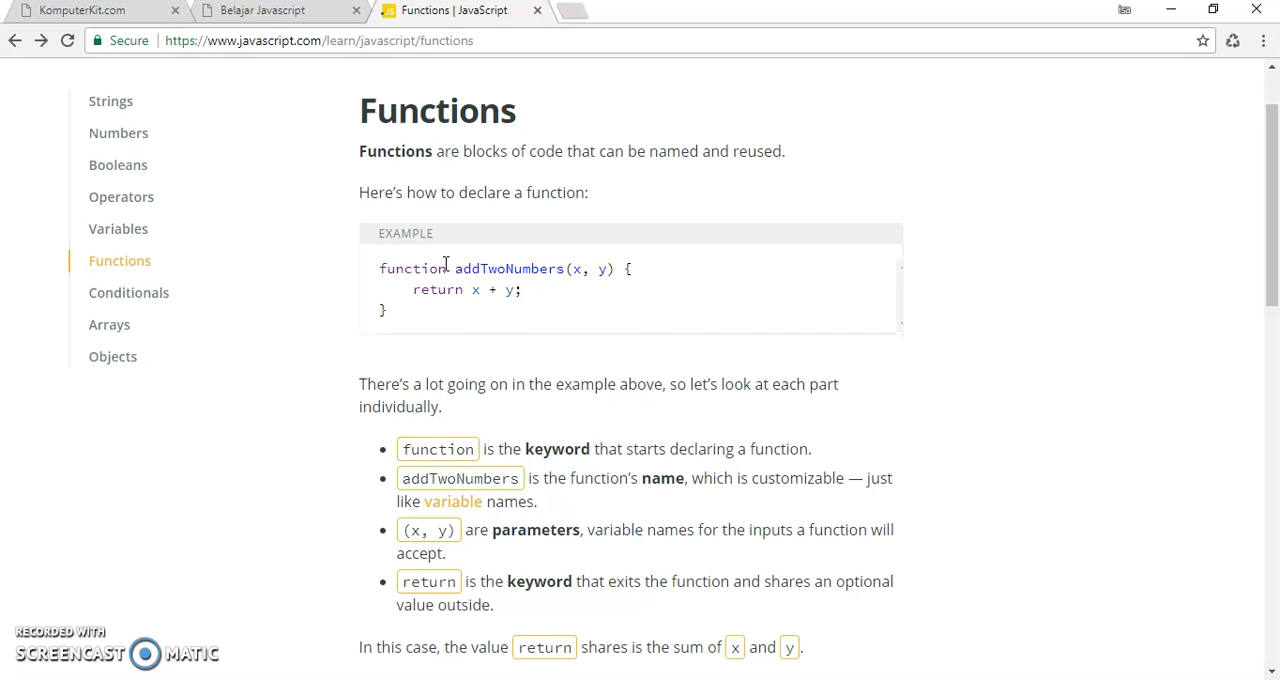 KomputerKit.com
Belajar Javascript
Functions | JavaScript
Secure
https://www.javascript.com/learn/javascript/functions
Strings
Numbers
Booleans
Operators
Variables
Functions
Conditionals
Arrays
Objects
Functions
Functions are blocks of code that can be named and reused.
Here’s how to declare a function:
EXAMPLE
function addTwoNumbers(x, y) {
return x + y;
}
There’s a lot going on in the example above, so let’s look at each part
individually.
• function is the keyword that starts declaring a function.
• addTwoNumbers is the function’s name, which is customizable — just
like variable names.
• (x, y) are parameters, variable names for the inputs a function will
accept.
• return is the keyword that exits the function and shares an optional
value outside.
In this case, the value return shares is the sum of x and y.
RECORDED WITH
SCREENCAST MATIC